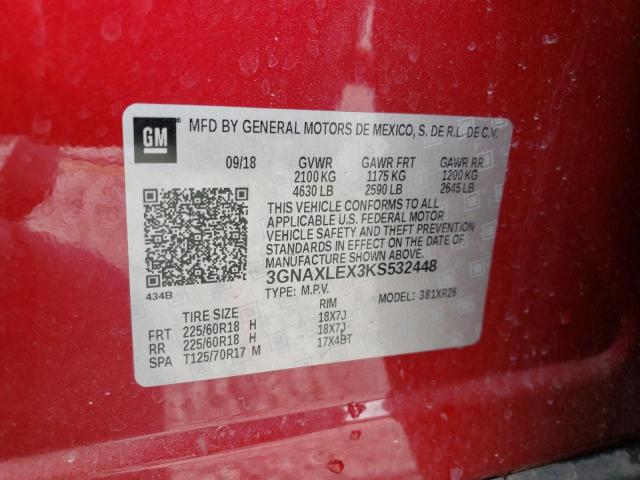 GM
MFD BY GENERAL MOTORS DE MEXICO, S. DE R.L. DE C.V.
09/18 GVWR GAWR FRT GAWR RR
2100 KG 1175 KG 1200 KG
4630 LB 2590 LB 2645 LB
THIS VEHICLE CONFORMS TO ALL
APPLICABLE U.S. FEDERAL MOTOR
VEHICLE SAFETY AND THEFT PREVENTION
STANDARDS IN EFFECT ON THE DATE OF
MANUFACTURE SHOWN ABOVE.
3GNAXLEX3KS532448
434B TYPE: M.P.V. MODEL: 381XR26
TIRE SIZE RIM
FRT 225/60R18 H 18X7J
RR 225/60R18 H 18X7J
SPA T125/70R17 M 17X4BT